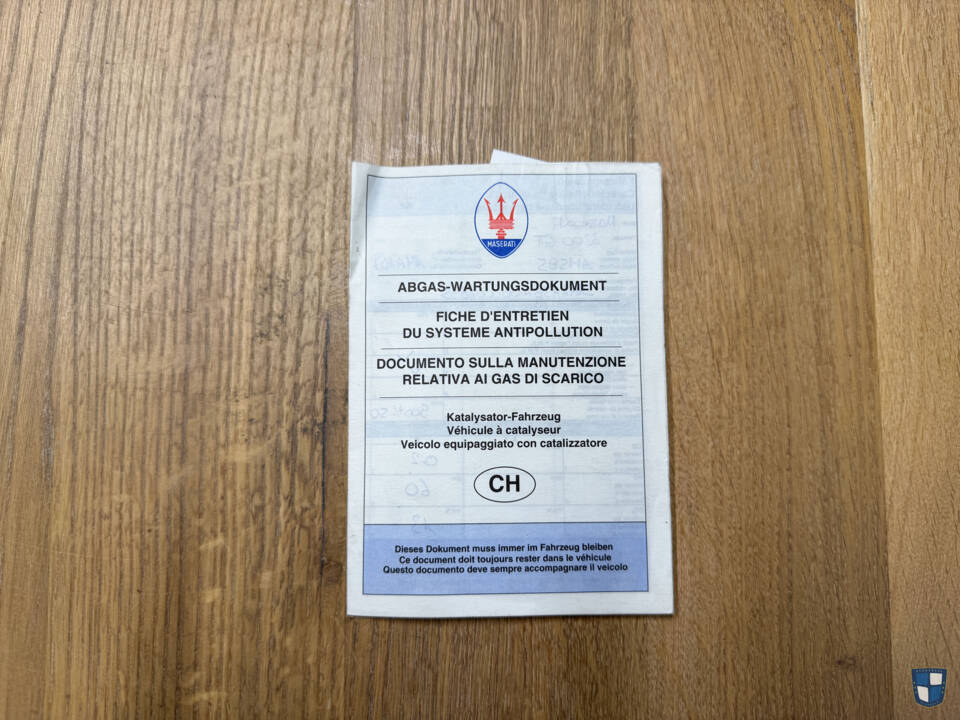 MASERATI
ABGAS-WARTUNGSDOKUMENT
FICHE D'ENTRETIEN
DU SYSTEME ANTIPOLLUTION
DOCUMENTO SULLA MANUTENZIONE
RELATIVA AI GAS DI SCARICO
Katalysator-Fahrzeug
Véhicule à catalyseur
Veicolo equipaggiato con catalizzatore
CH
Dieses Dokument muss immer im Fahrzeug bleiben
Ce document doit toujours rester dans le véhicule
Questo documento deve sempre accompagnare il veicolo